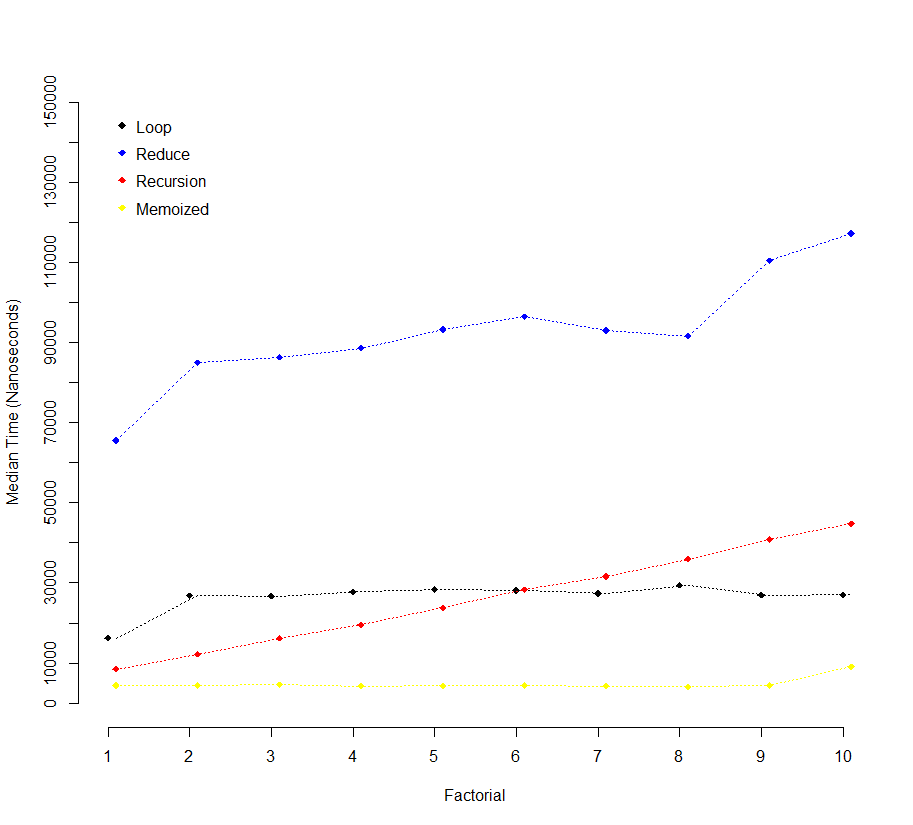 Loop
Reduce
Recursion
Memoized
Median Time (Nanoseconds)
150000
130000
110000
90000
70000
50000
30000
10000
0
1 2 3 4 5 6 7 8 9 10
Factorial